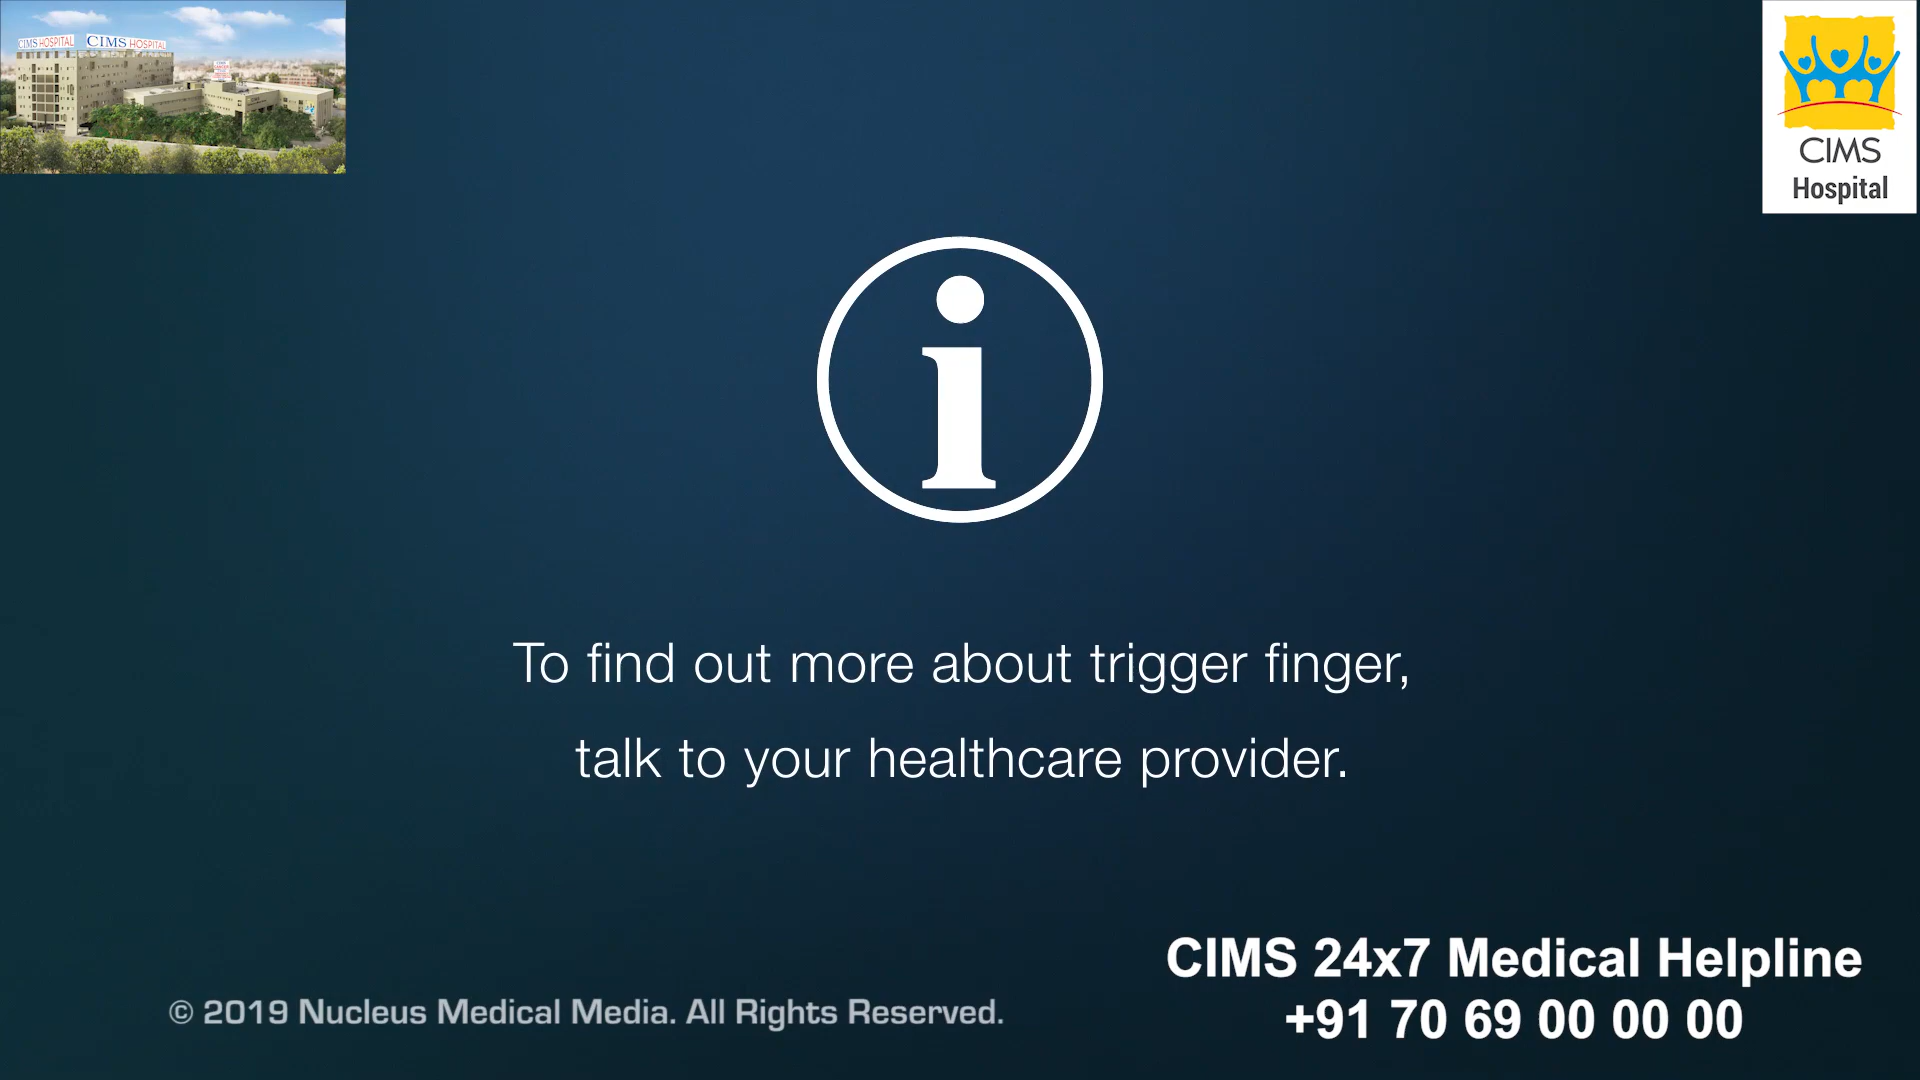 CIMS HOSPITAL CIMS HOSPITAL
CIMS
Hospital
To find out more about trigger finger,
talk to your healthcare provider.
CIMS 24x7 Medical Helpline
+91 70 69 00 00 00
© 2019 Nucleus Medical Media. All Rights Reserved.